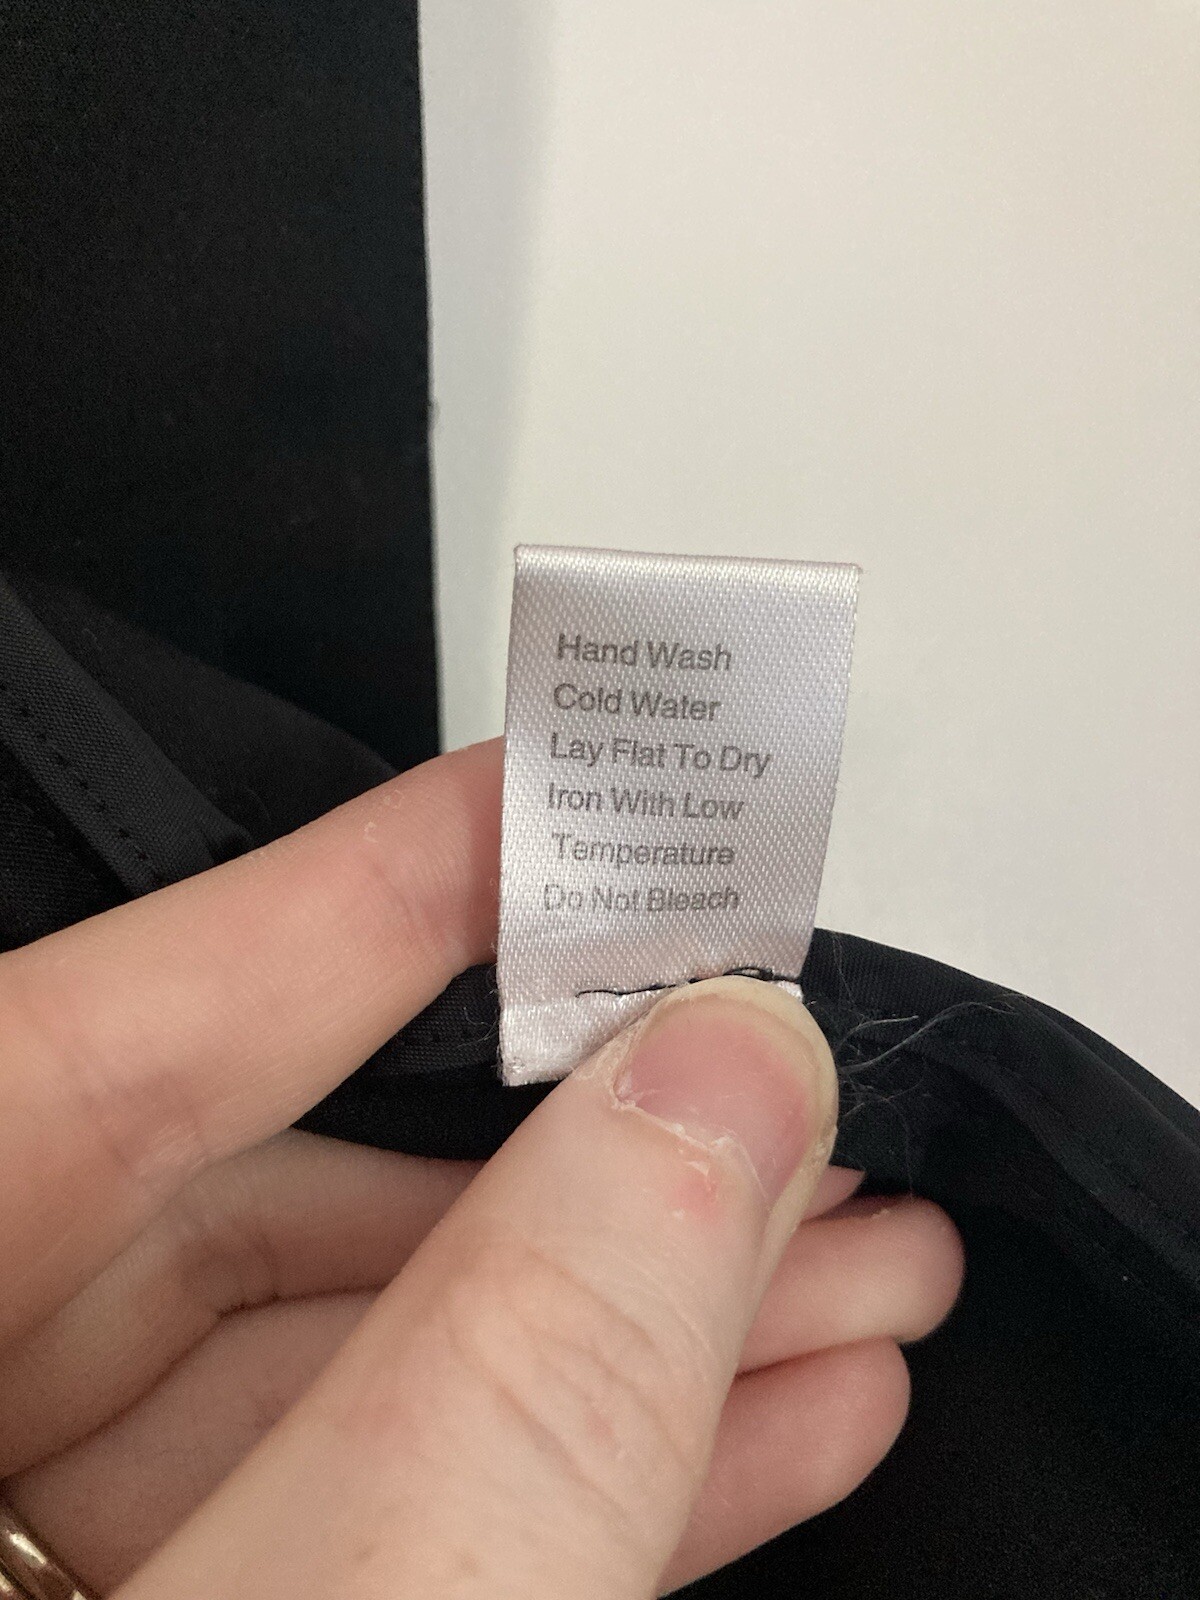 Hand Wash
Cold Water
Lay Flat To Dry
Iron With Low
Temperature
Do Not Bleach